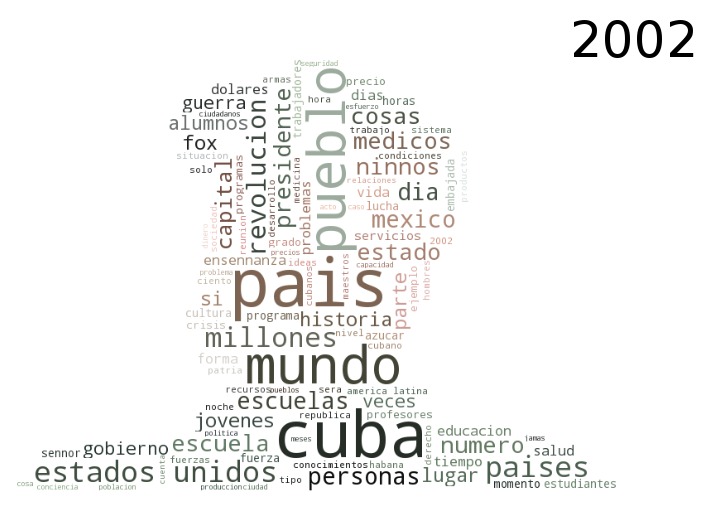 2002
seguridad
armas
dolares
trabajadores
hora
pueblo
precio
dias
horas
esfuerzo
guerra
ciudadanos
revolucion
presidente
cosas
alumnos
trabajo
sistema
fox
medicos
situacion
condiciones
solo
capital
programas
medicina
ninnos
relaciones
embajada
productos
vida
dia
desarrollo
problemas
acto
caso
lucha
sociedad
reunion
mexico
dinero
grado
servicios
2002
precios
estado
ensennanza
ideas
cubanos
maestros
capacidad
problema
ciento
pais
parte
ejemplo
hombres
si
cultura
programa
historia
crisis
millones
nivel
azucar
cubano
forma
patria
mundo
recursos
pueblos
sera
america latina
noche
escuelas
veces
republica
profesores
jovenes
politica
cuba
meses
derecho
educacion
lamas
sennor
gobierno
escuela
numero
salud
fuerzas
fuerza
conocimientos
habana
tiempo
estados
unidos
cuenta
tipo
personas
lugar
paises
cosa
conciencia
poblacion
produccion
ciudad
momento
estudiantes